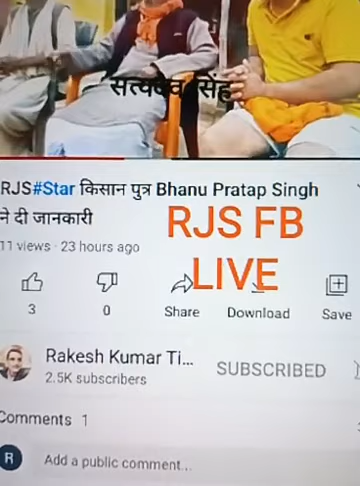 सत्यदेव सिंह
RJS#Star किसान पुत्र Bhanu Pratap Singh
ने दी जानकारी
RJS FB
11 views · 23 hours ago
LIVE
3
0
Share
Download
Save
Rakesh Kumar Ti...
SUBSCRIBED
2.5K subscribers
Comments 1
R
Add a public comment...